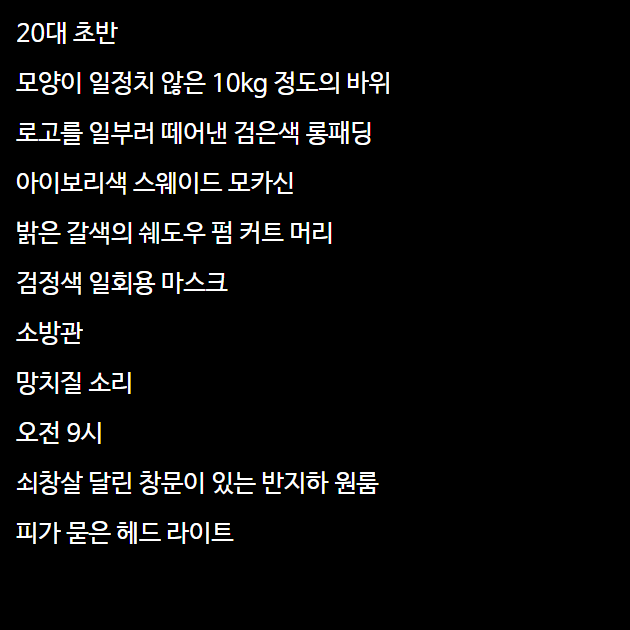 20대 초반
모양이 일정치 않은 10kg 정도의 바위
로고를 일부러 떼어낸 검은색 롱패딩
아이보리색 스웨이드 모카신
밝은 갈색의 쉐도우 펌 커트 머리
검정색 일회용 마스크
소방관
망치질 소리
오전 9시
쇠창살 달린 창문이 있는 반지하 원룸
피가 묻은 헤드 라이트